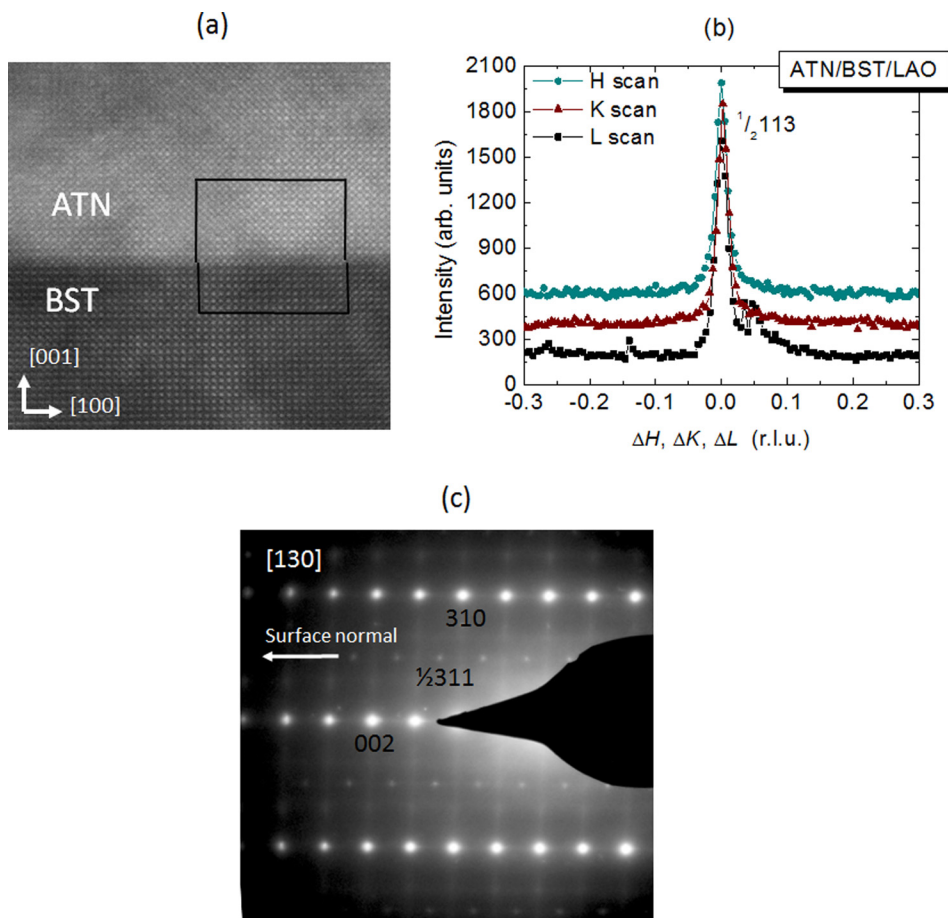 (a)
ATN
BST
[001]
[100]
(b)
ATN/BST/LAO
H scan
K scan
L scan
½113
Intensity (arb. units)
2100
1800
1500
1200
900
600
300
0
-0.3 -0.2 -0.1 0.0 0.1 0.2 0.3
ΔH, ΔK, ΔL (r.l.u.)
(c)
[130]
310
Surface normal
½311
002